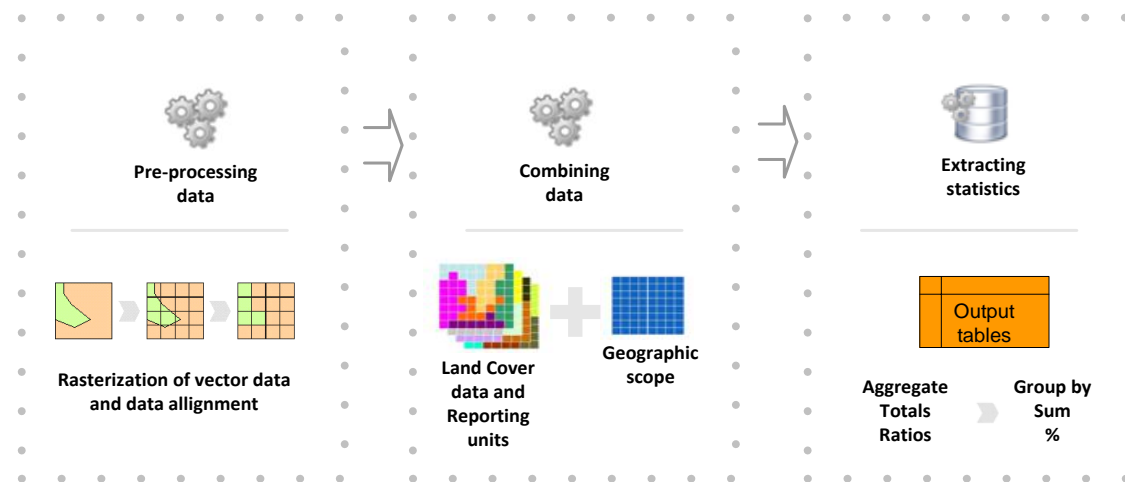 Pre-processing
data
Rasterization of vector data
and data allignment
Combining
data
Land Cover
data and
Reporting
units
Geographic
scope
Extracting
statistics
Output
tables
Aggregate
Totals
Ratios
Group by
Sum
%